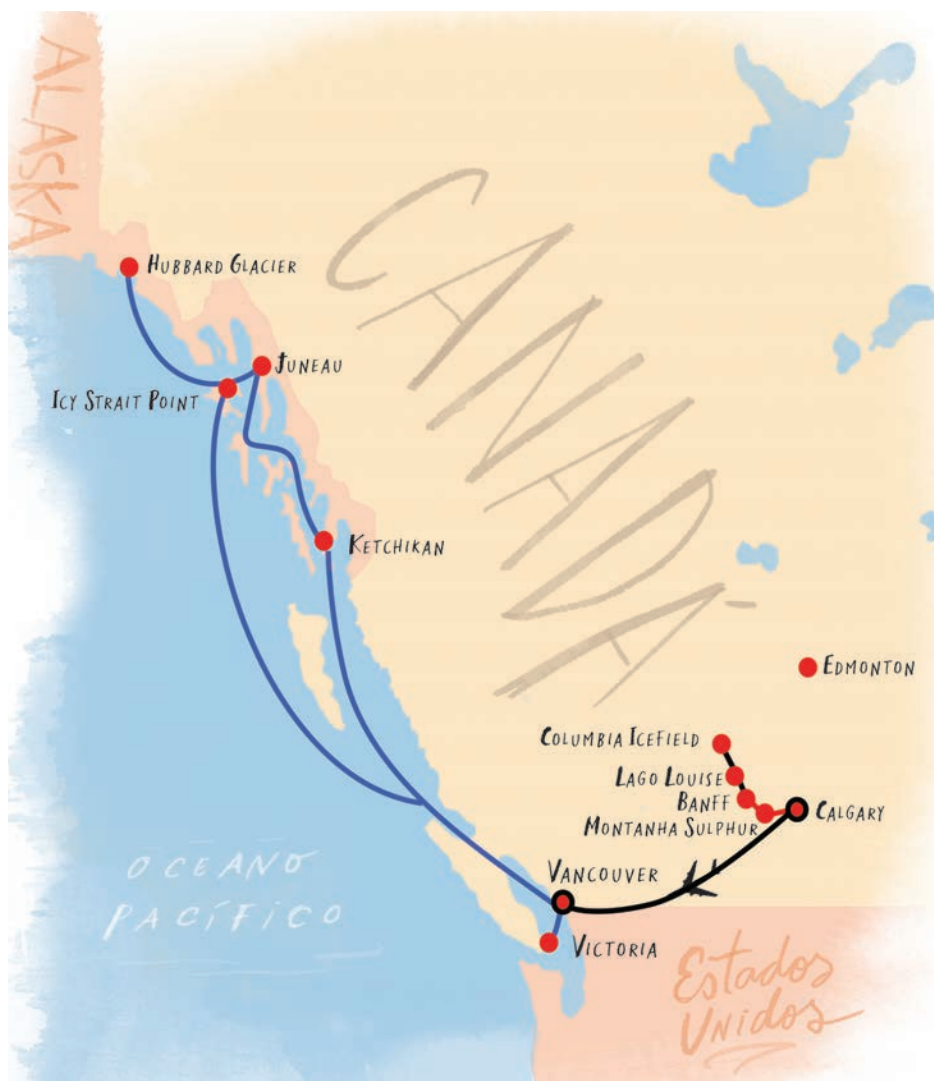 ALASKA
CANADÁ
HUBBARD GLACIER
JUNEAU
ICY STRAIT POINT
KETCHIKAN
EDMONTON
COLUMBIA ICEFIELD
LAGO LOUISE
BANFF
MONTANHA SULPHUR
CALGARY
VANCOUVER
VICTORIA
OCEANO
PACÍFICO
Estados
UNIDOS